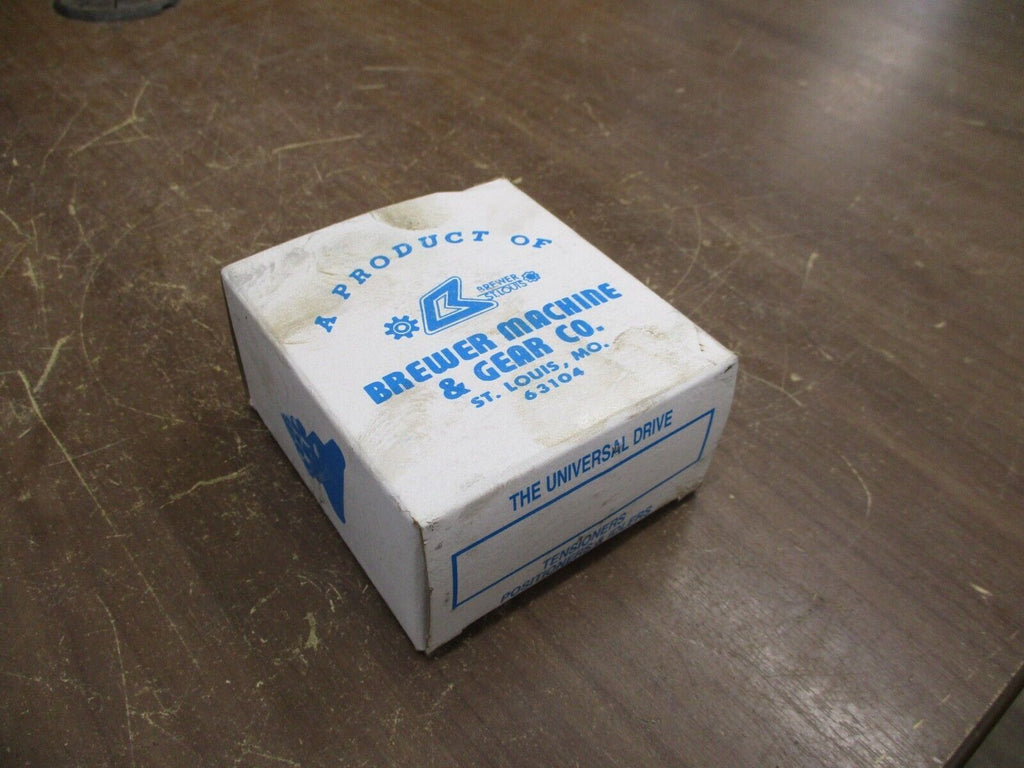 A PRODUCT OF
BREWER
ST. LOUIS
BREWER MACHINE
& GEAR CO.
ST. LOUIS, MO.
63104
THE UNIVERSAL DRIVE
TENSIONERS